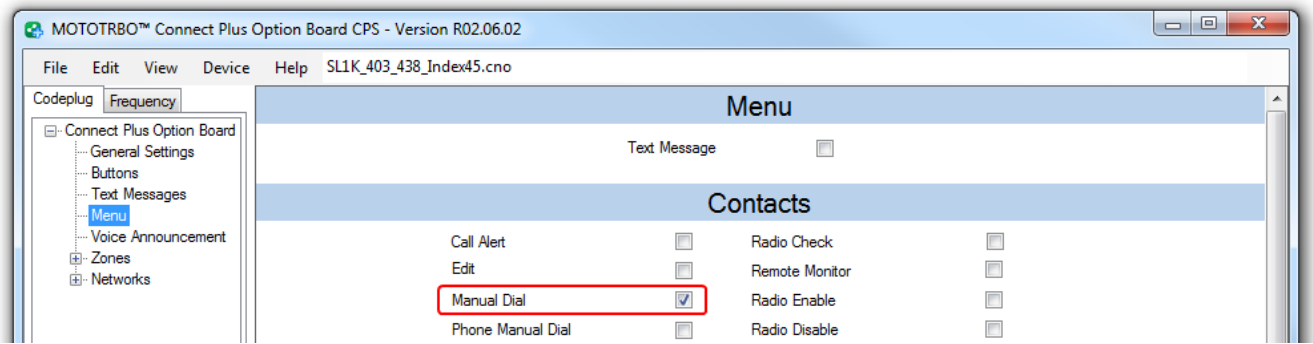 MOTOTRBO™ Connect Plus Option Board CPS - Version R02.06.02
File Edit View Device Help SL1K_403_438_Index45.cno
Codeplug Frequency
Connect Plus Option Board
General Settings
Buttons
Text Messages
Menu
Voice Announcement
Zones
Networks
Menu
Text Message
Contacts
Call Alert Radio Check
Edit Remote Monitor
Manual Dial Radio Enable
Phone Manual Dial Radio Disable